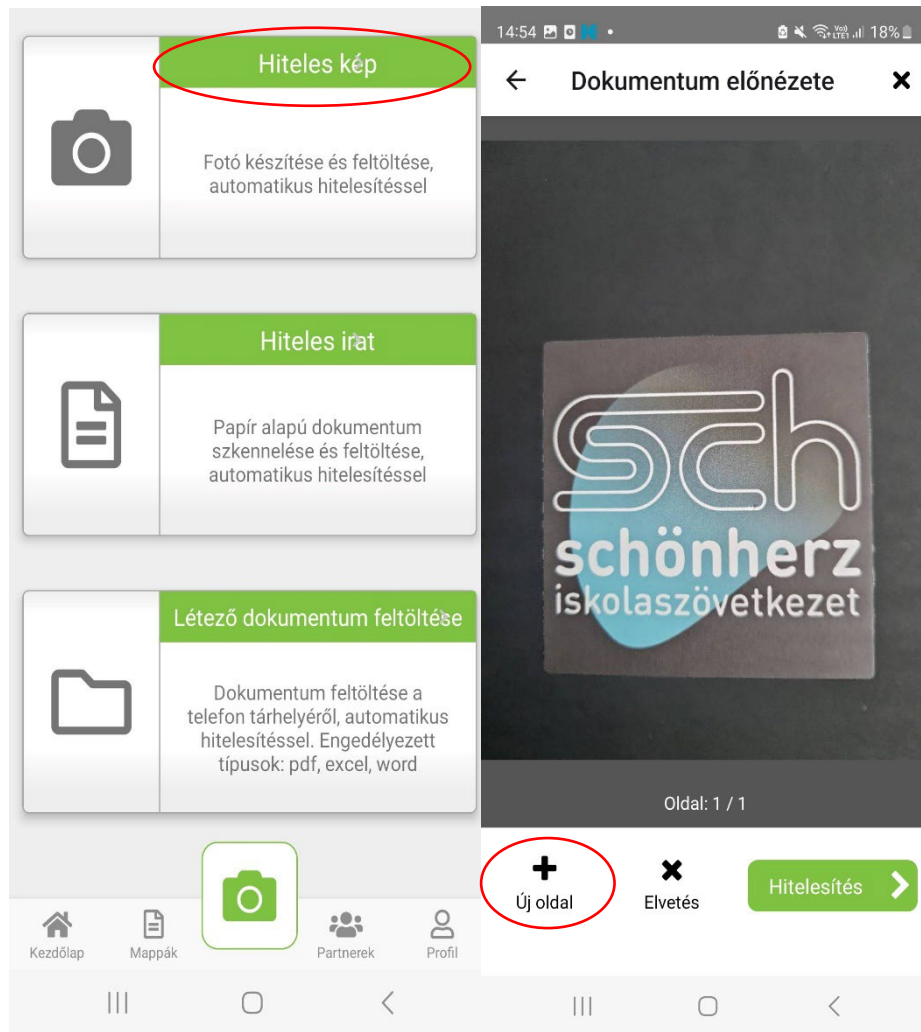 Hiteles kép
Fotó készítése és feltöltése,
automatikus hitelesítéssel
Hiteles irat
Papír alapú dokumentum
szkennelése és feltöltése,
automatikus hitelesítéssel
Létező dokumentum feltöltése
Dokumentum feltöltése a
telefon tárhelyéről, automatikus
hitelesítéssel. Engedélyezett
típusok: pdf, excel, word
Kezdőlap
Mappák
Partnerek
Profil
14:54
18%
Dokumentum előnézete
sch
schönherz
iskolaszövetkezet
Oldal: 1 / 1
Új oldal
Elvetés
Hitelesítés